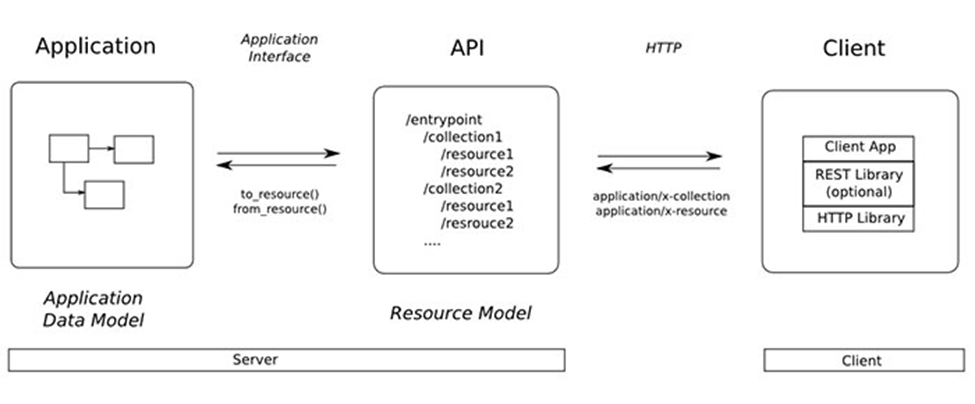 Application
Application
Interface
API
HTTP
Client
/entrypoint
/collection1
/resource1
/resource2
/collection2
/resource1
/resrouce2
....
to_resource()
from_resource()
application/x-collection
application/x-resource
Client App
REST Library
(optional)
HTTP Library
Application
Data Model
Resource Model
Server
Client